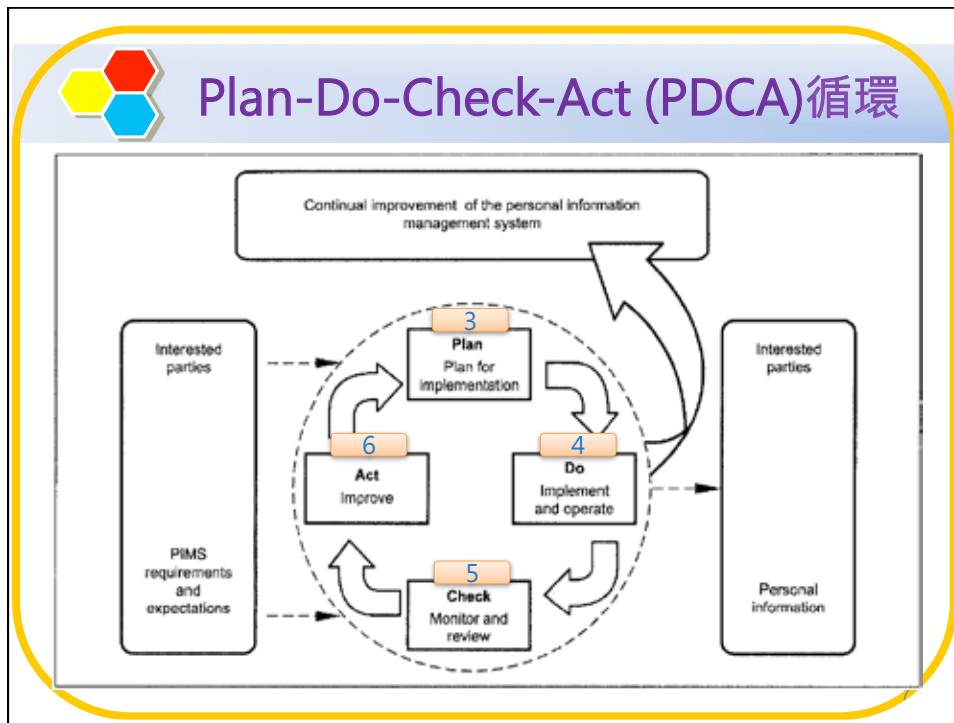 Plan-Do-Check-Act (PDCA)循環
Continual improvement of the personal information
management system
Interested
parties
PIMS
requirements
and
expectations
3
Plan
Plan for
implementation
6
Act
Improve
4
Do
Implement
and operate
5
Check
Monitor and
review
Interested
parties
Personal
information
7